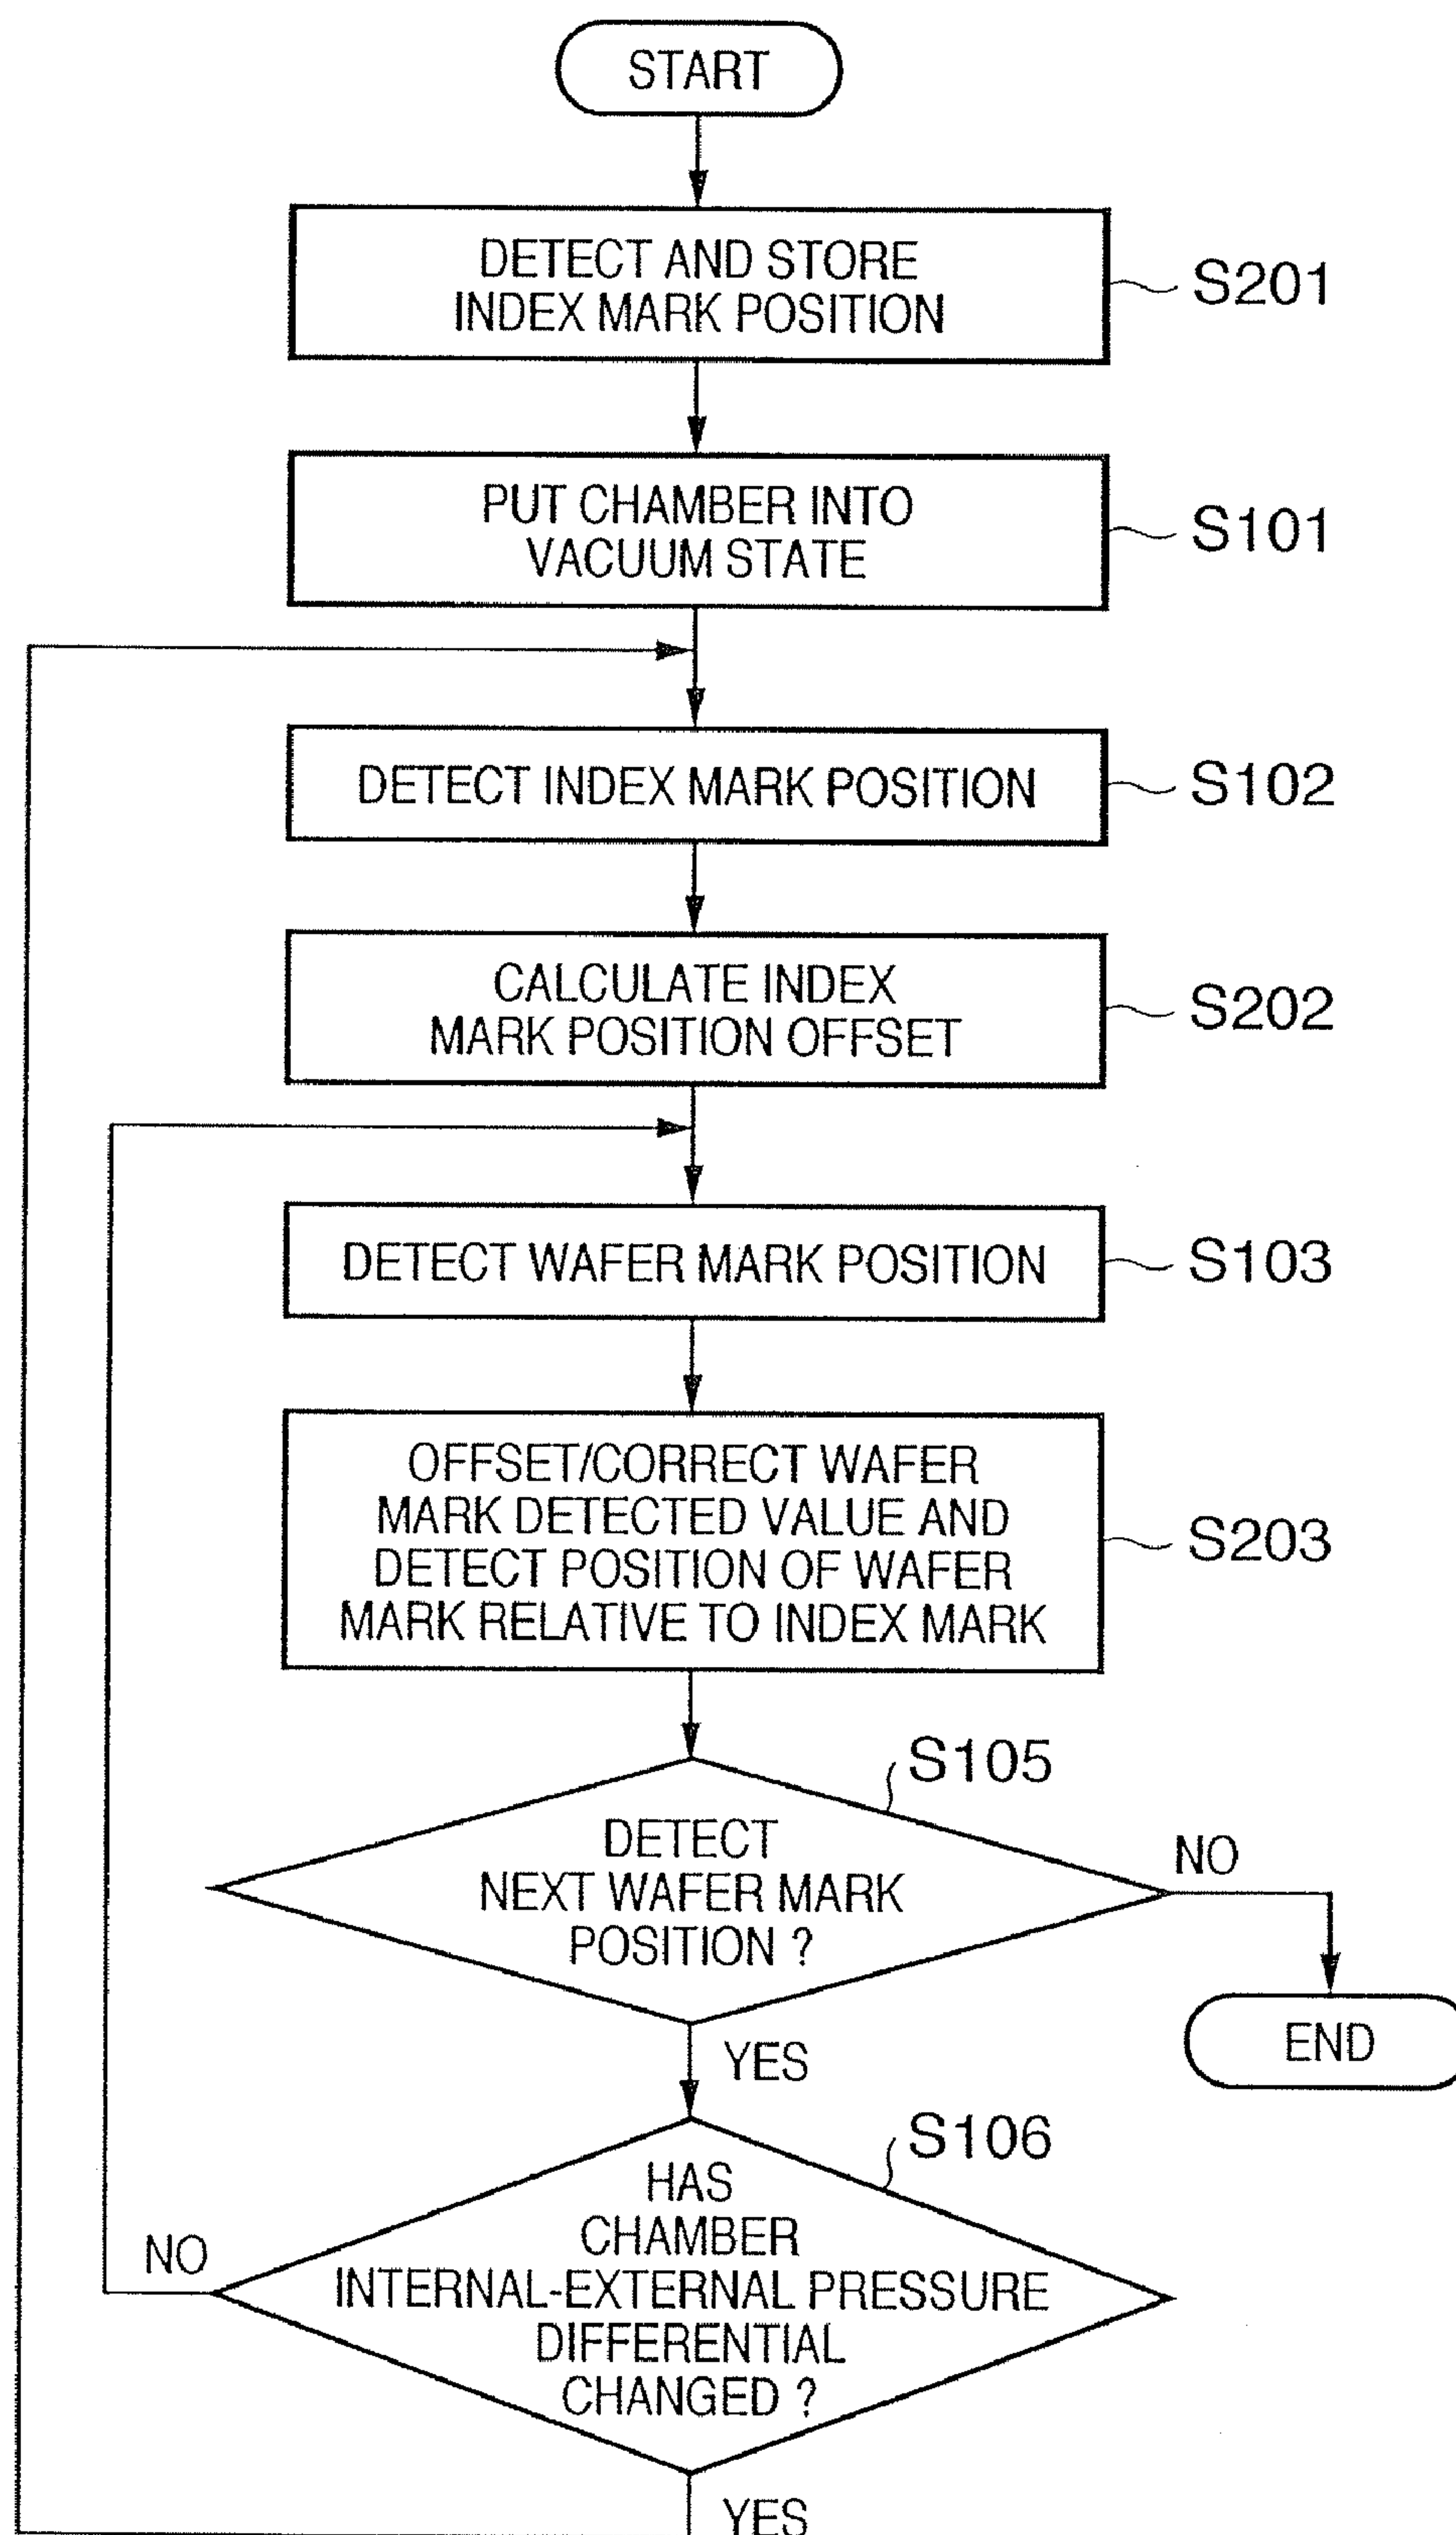 START
DETECT AND STORE
INDEX MARK POSITION
S201
PUT CHAMBER INTO
VACUUM STATE
S101
DETECT INDEX MARK POSITION
S102
CALCULATE INDEX
MARK POSITION OFFSET
S202
DETECT WAFER MARK POSITION
S103
OFFSET/CORRECT WAFER
MARK DETECTED VALUE AND
DETECT POSITION OF WAFER
MARK RELATIVE TO INDEX MARK
S203
S105
DETECT
NEXT WAFER MARK
POSITION ?
NO
END
YES
S106
HAS
CHAMBER
INTERNAL-EXTERNAL PRESSURE
DIFFERENTIAL
CHANGED ?
NO
YES